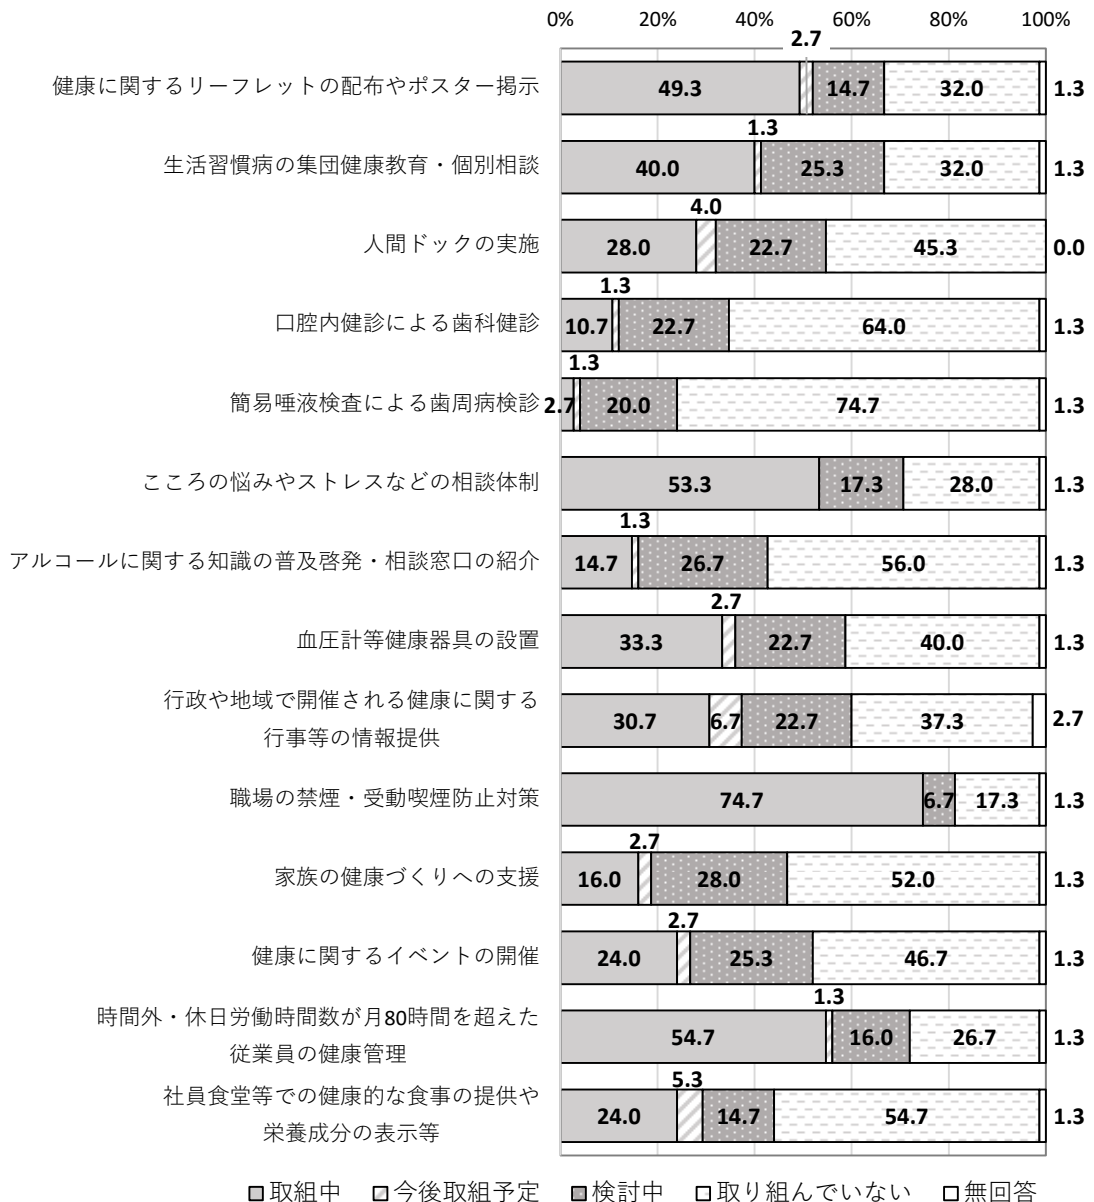 0% 20% 40% 60% 80% 100%
2.7
健康に関するリーフレットの配布やポスター掲示 49.3 14.7 32.0 1.3
1.3
生活習慣病の集団健康教育・個別相談 40.0 25.3 32.0 1.3
4.0
人間ドックの実施 28.0 22.7 45.3 0.0
1.3
口腔内健診による歯科健診 10.7 22.7 64.0 1.3
1.3
簡易唾液検査による歯周病検診 2.7 20.0 74.7 1.3
こころの悩みやストレスなどの相談体制 53.3 17.3 28.0 1.3
1.3
アルコールに関する知識の普及啓発・相談窓口の紹介 14.7 26.7 56.0 1.3
2.7
血圧計等健康器具の設置 33.3 22.7 40.0 1.3
行政や地域で開催される健康に関する
行事等の情報提供 30.7 6.7 22.7 37.3 2.7
職場の禁煙・受動喫煙防止対策 74.7 6.7 17.3 1.3
2.7
家族の健康づくりへの支援 16.0 28.0 52.0 1.3
2.7
健康に関するイベントの開催 24.0 25.3 46.7 1.3
1.3
時間外・休日労働時間数が月80時間を超えた
従業員の健康管理 54.7 16.0 26.7 1.3
5.3
社員食堂等での健康的な食事の提供や
栄養成分の表示等 24.0 14.7 54.7 1.3
取組中 今後取組予定 検討中 取り組んでいない 無回答